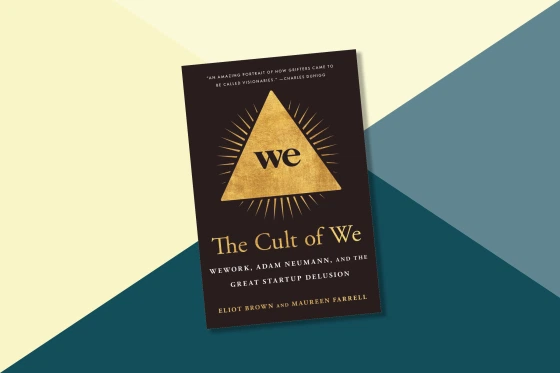 "AN AMAZING PORTRAIT OF HOW GRIFTERS CAME TO
BE CALLED VISIONARIES." —CHARLES DUHIGG
we
The Cult of We
WEWORK, ADAM NEUMANN, AND THE
GREAT STARTUP DELUSION
ELIOT BROWN AND MAUREEN FARRELL